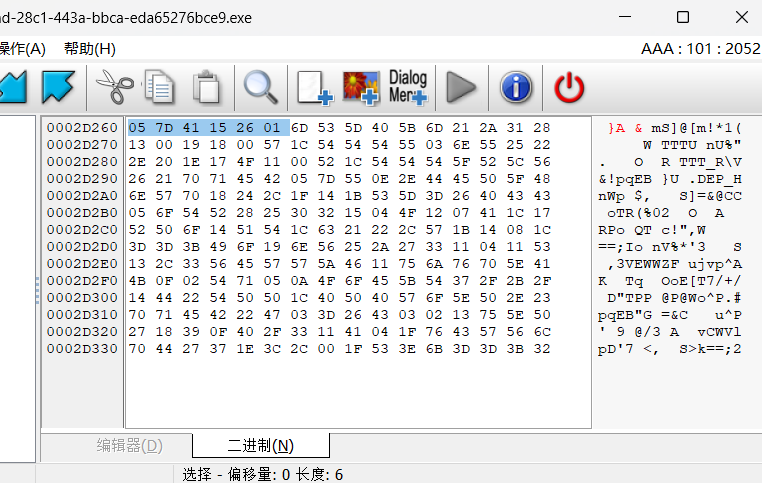 ad-28c1-443a-bbca-eda65276bce9.exe
操作(A) 帮助(H)
AAA : 101 : 2052
Dialog
Menu
0002D260 05 7D 41 15 26 01 6D 53 5D 40 5B 6D 21 2A 31 28 }A & mS]@[m!*1(
0002D270 13 00 19 18 00 57 1C 54 54 54 55 03 6E 55 25 22 W TTTU nU%"
0002D280 2E 20 1E 17 4F 11 00 52 1C 54 54 54 5F 52 5C 56 . O R TTT_R\V
0002D290 26 21 70 71 45 42 05 7D 55 0E 2E 44 45 50 5F 48 &!pqEB }U .DEP_H
0002D2A0 6E 57 70 18 24 2C 1F 14 1B 53 5D 3D 26 40 43 43 nWp $, S]=&@CC
0002D2B0 05 6F 54 52 28 25 30 32 15 04 4F 12 07 41 1C 17 oTR(%02 O A
0002D2C0 52 50 6F 14 51 54 1C 63 21 22 2C 57 1B 14 08 1C RPo QT c!",W
0002D2D0 3D 3D 3B 49 6F 19 6E 56 25 2A 27 33 11 04 11 53 ==;Io nV%*'3 S
0002D2E0 13 2C 33 56 45 57 57 5A 46 11 75 6A 76 70 5E 41 ,3VEWWZF ujvp^A
0002D2F0 4B 0F 02 54 71 05 0A 4F 6F 45 5B 54 37 2F 2B 2F K Tq OoE[T7/+/
0002D300 14 44 22 54 50 50 1C 40 50 40 57 6F 5E 50 2E 23 D"TPP @P@Wo^P.#
0002D310 70 71 45 42 22 47 03 3D 26 43 03 02 13 75 5E 50 pqEB"G =&C u^P
0002D320 27 18 39 0F 40 2F 33 11 41 04 1F 76 43 57 56 6C ' 9 @/3 A vCWVl
0002D330 70 44 27 37 1E 3C 2C 00 1F 53 3E 6B 3D 3D 3B 32 pD'7 <, S>k==;2
编辑器(D) 二进制(N)
选择 - 偏移量: 0 长度: 6